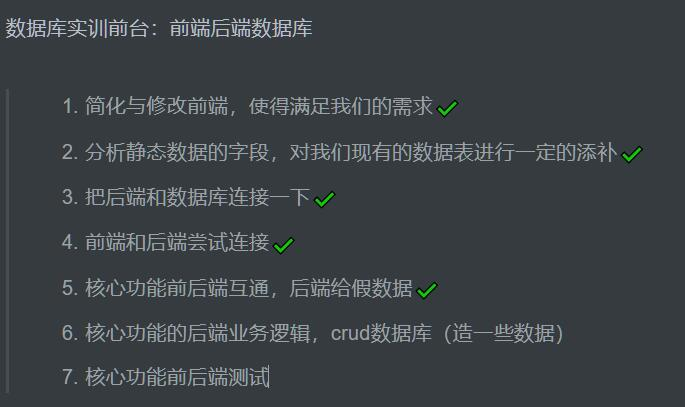 数据库实训前台：前端后端数据库
1. 简化与修改前端，使得满足我们的需求✔
2. 分析静态数据的字段，对我们现有的数据表进行一定的添补✔
3. 把后端和数据库连接一下✔
4. 前端和后端尝试连接✔
5. 核心功能前后端互通，后端给假数据✔
6. 核心功能的后端业务逻辑，crud数据库（造一些数据）
7. 核心功能前后端测试